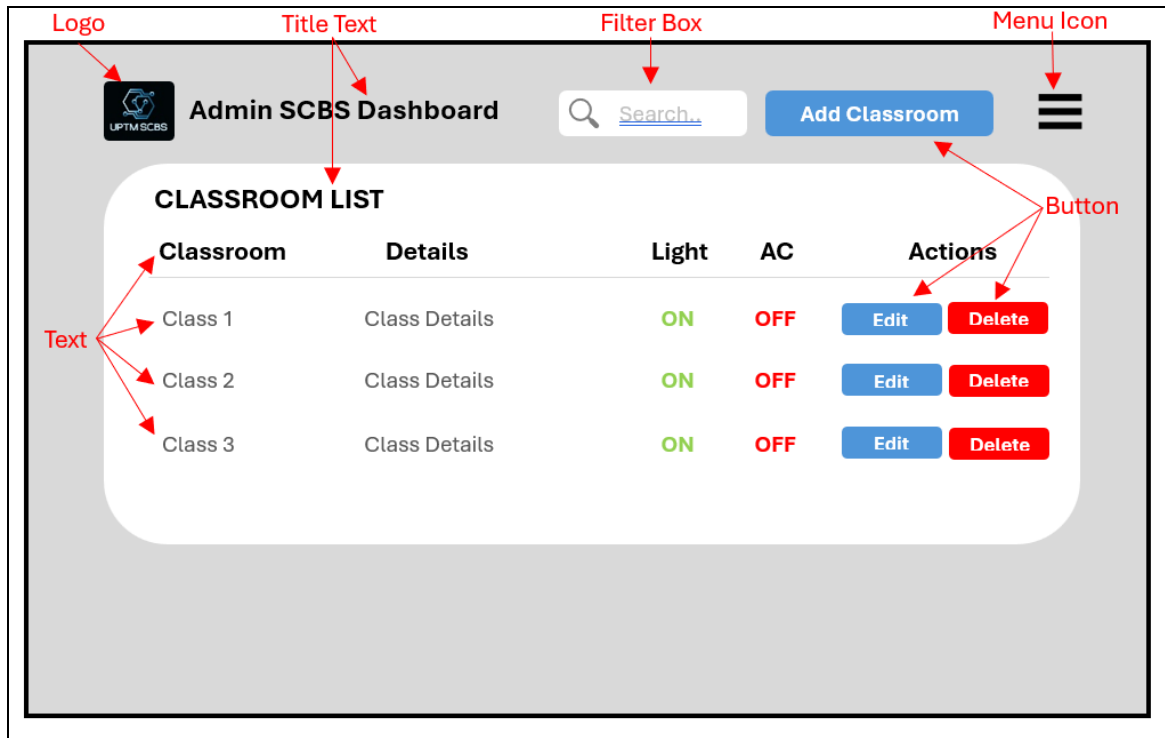 Logo Title Text Filter Box Menu Icon
UPTM SCBS Admin SCBS Dashboard Search.. Add Classroom
CLASSROOM LIST
Button
Classroom Details Light AC Actions
Class 1 Class Details ON OFF Edit Delete
Text
Class 2 Class Details ON OFF Edit Delete
Class 3 Class Details ON OFF Edit Delete